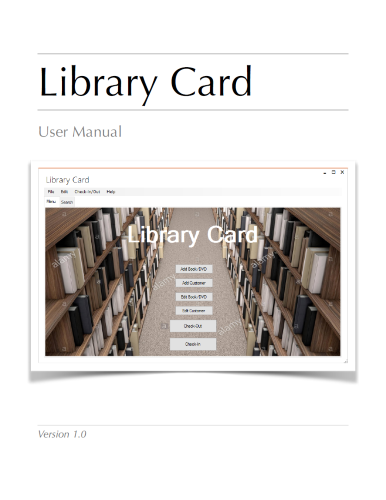 Library Card
User Manual
Library Card
File Edit Check-In/Out Help
Menu Search
Library Card
Add Book/DVD
Add Customer
Edit Book/DVD
Edit Customer
Check-Out
Check-In
Version 1.0